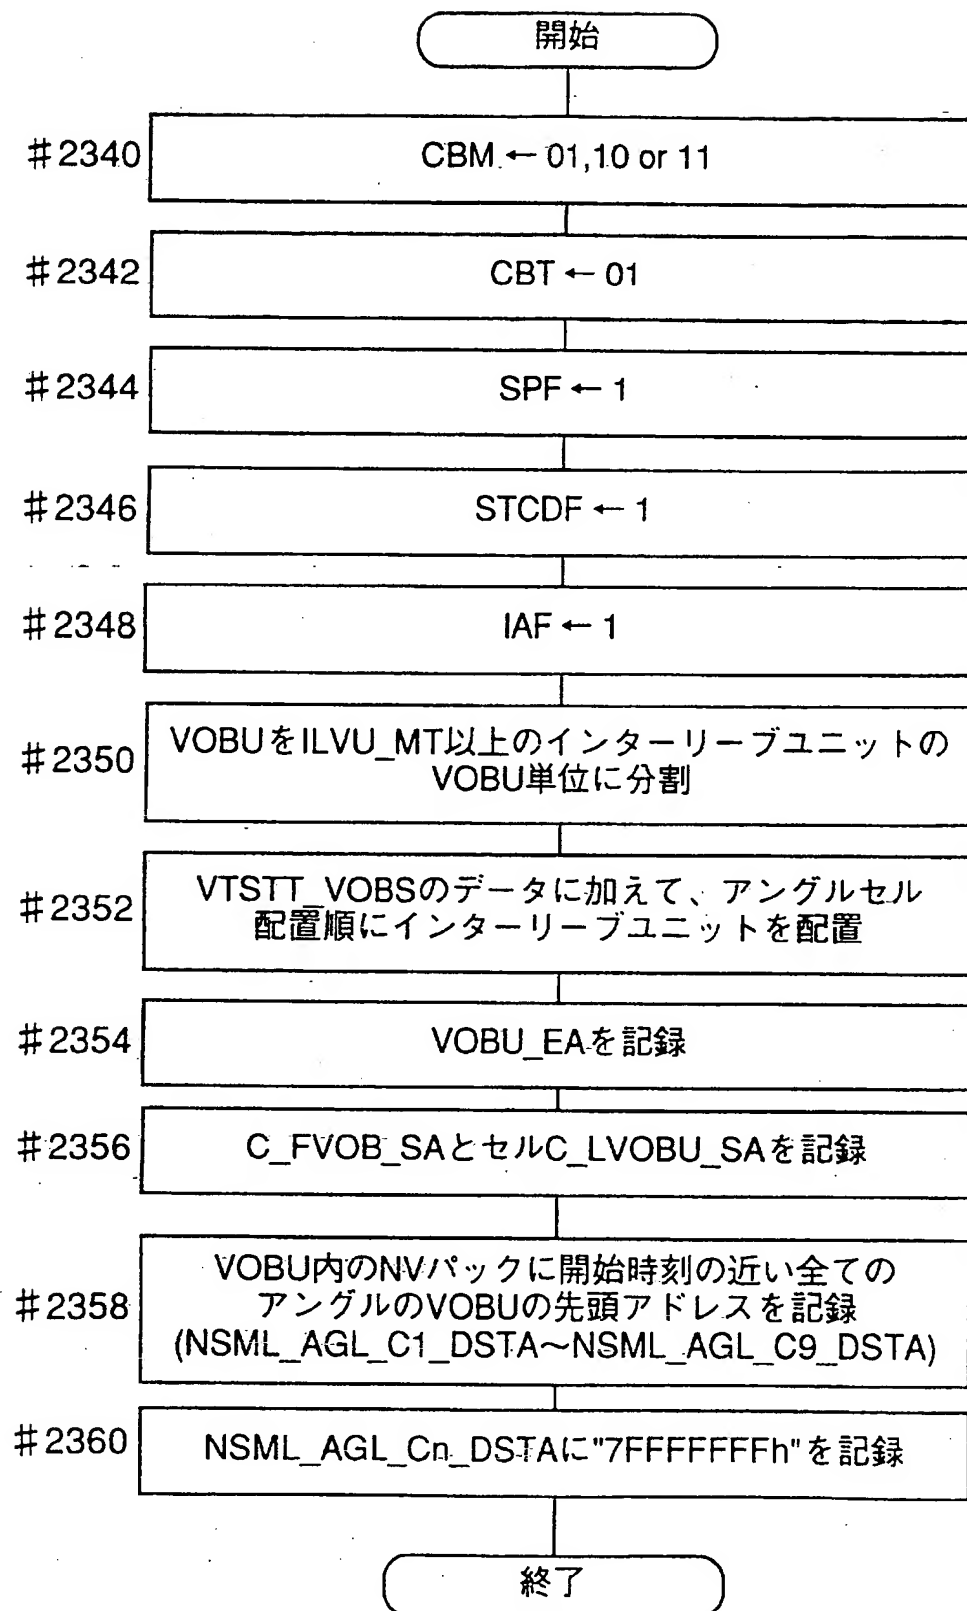 開始
#2340
CBM ← 01,10 or 11
#2342
CBT ← 01
#2344
SPF ← 1
#2346
STCDF ← 1
#2348
IAF ← 1
#2350
VOBUをILVU_MT以上のインターリーブユニットの
VOBU単位に分割
#2352
VTSTT_VOBSのデータに加えて、アングルセル
配置順にインターリーブユニットを配置
#2354
VOBU_EAを記録
#2356
C_FVOB_SAとセルC_LVOBU_SAを記録
#2358
VOBU内のNVパックに開始時刻の近い全ての
アングルのVOBUの先頭アドレスを記録
(NSML_AGL_C1_DSTA～NSML_AGL_C9_DSTA)
#2360
NSML_AGL_Cn_DSTAに"7FFFFFFFh"を記録
終了